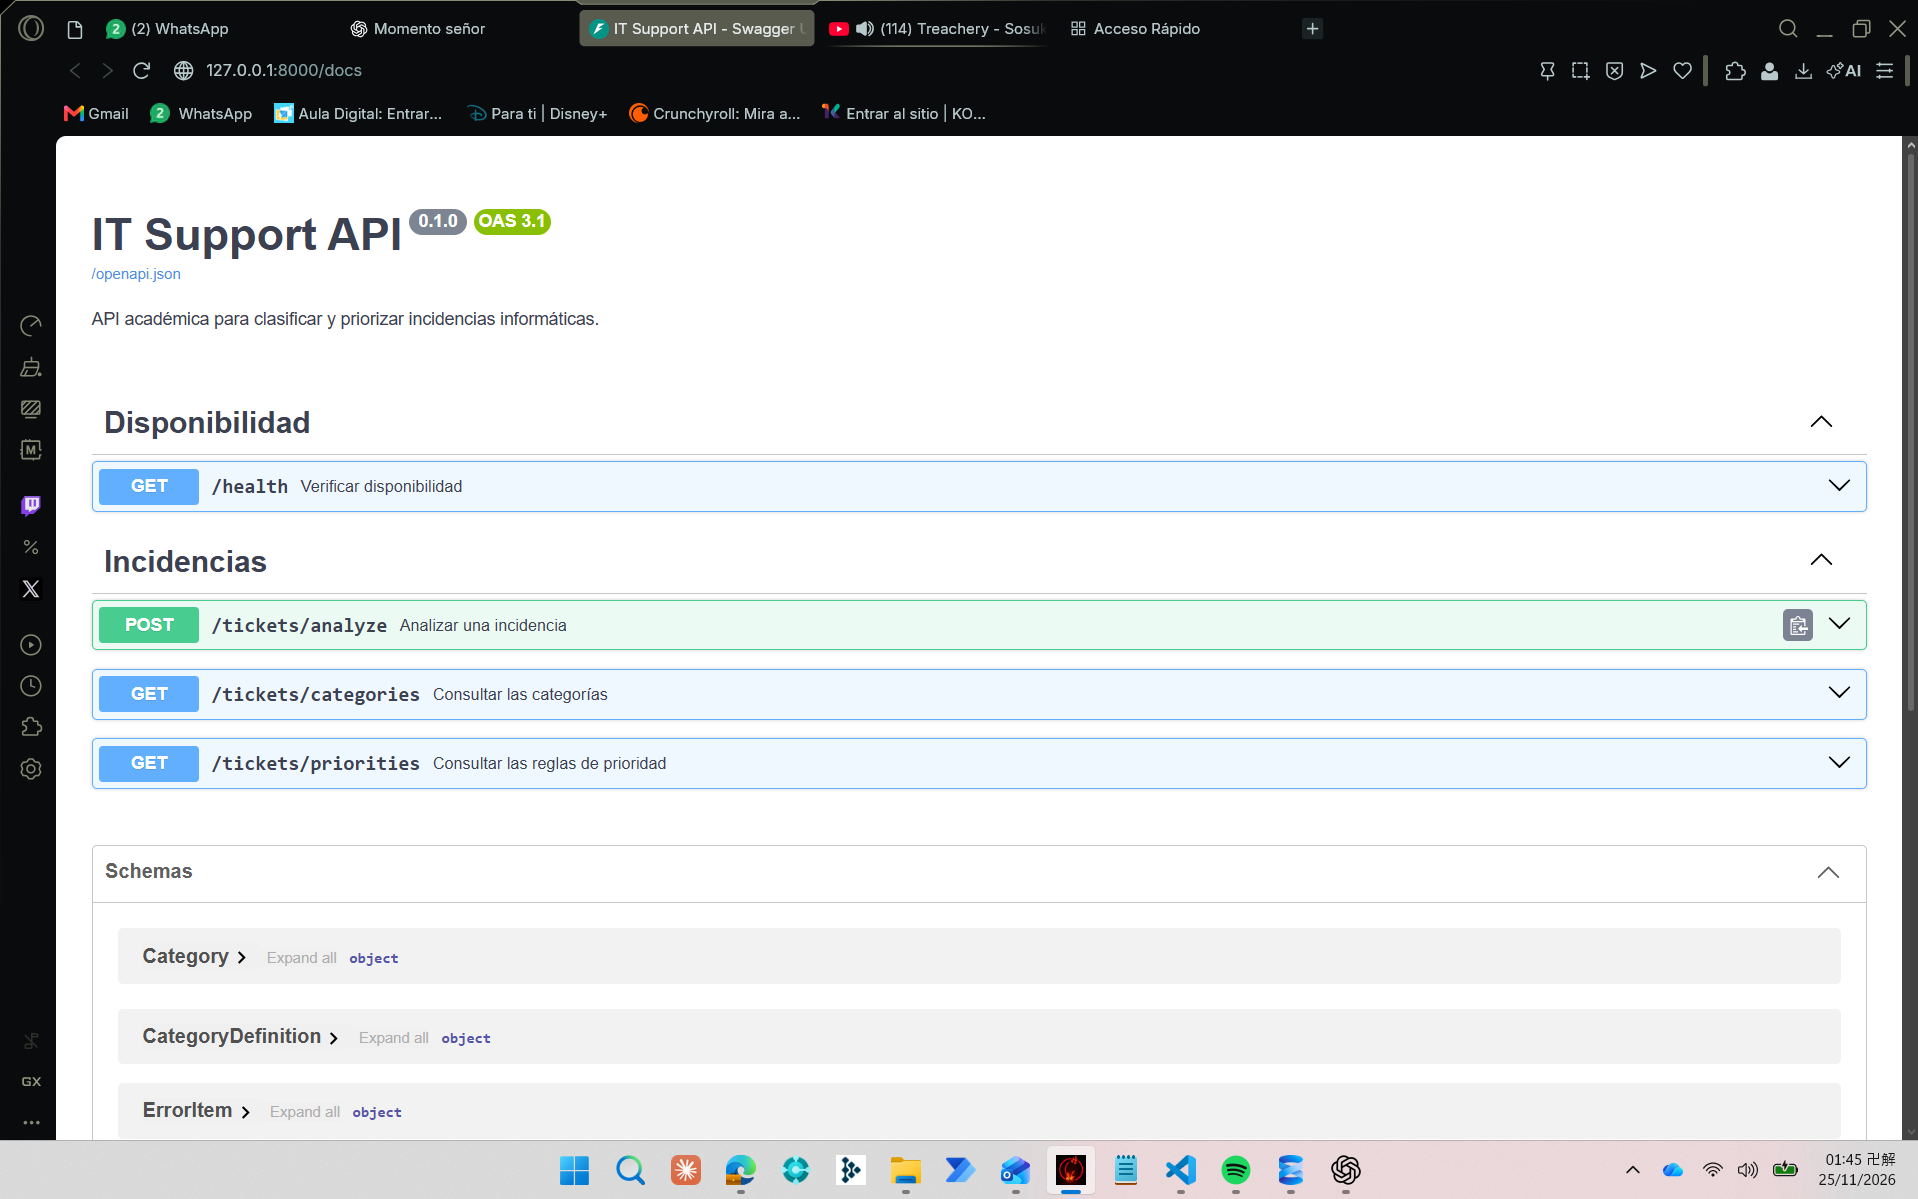 2 (2) WhatsApp
Momento señor
IT Support API - Swagger U
(114) Treachery - Sosuk
Acceso Rápido
127.0.0.1:8000/docs
AI
Gmail
2 WhatsApp
Aula Digital: Entrar...
Para ti | Disney+
Crunchyroll: Mira a...
Entrar al sitio | KO...
IT Support API 0.1.0 OAS 3.1
/openapi.json
API académica para clasificar y priorizar incidencias informáticas.
Disponibilidad
GET /health Verificar disponibilidad
Incidencias
POST /tickets/analyze Analizar una incidencia
GET /tickets/categories Consultar las categorías
GET /tickets/priorities Consultar las reglas de prioridad
Schemas
Category Expand all object
CategoryDefinition Expand all object
ErrorItem Expand all object
M
GX
01:45 卍解
25/11/2026